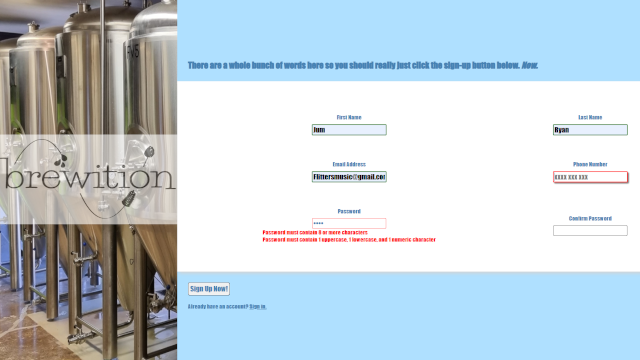 There are a whole bunch of words here so you should really just click the sign-up button below. Now.
brewition
First Name
Last Name
Jum
Ryan
Email Address
Phone Number
Flittersmusic@gmail.com
xxx xxx xxx
Password
••••
Confirm Password
Password must contain 8 or more characters
Password must contain 1 uppercase, 1 lowercase, and 1 numeric character
Sign Up Now!
Already have an account? Sign in.